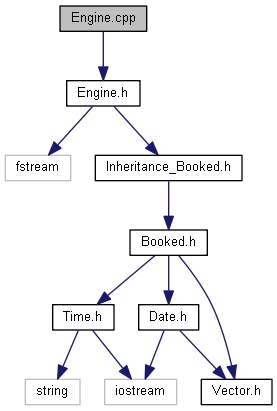 Engine.cpp
Engine.h
fstream
Inheritance_Booked.h
Booked.h
Time.h
Date.h
string
iostream
Vector.h